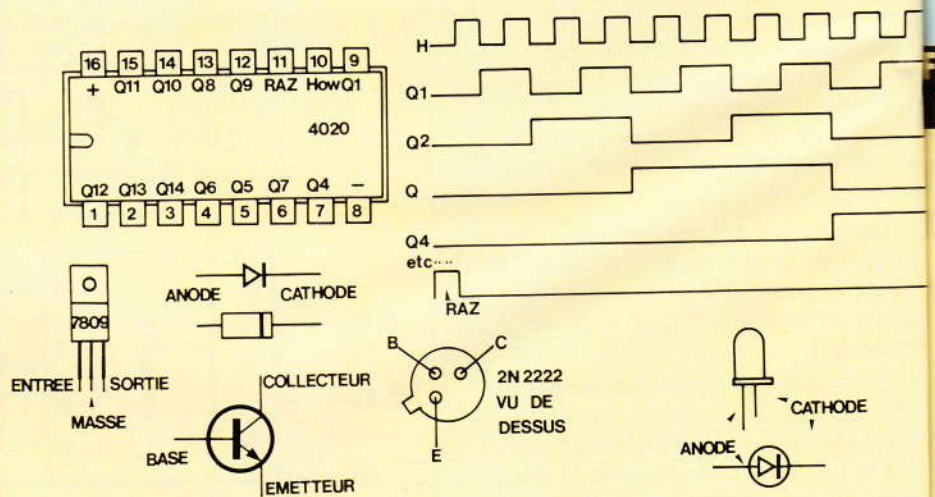 16 15 14 13 12 11 10 9
+ Q11 Q10 Q8 Q9 RAZ How Q1
4020
Q12 Q13 Q14 Q6 Q5 Q7 Q4 −
1 2 3 4 5 6 7 8
H
Q1
Q2
Q
Q4
etc....
RAZ
7809
ENTREE
SORTIE
MASSE
ANODE
CATHODE
COLLECTEUR
BASE
EMETTEUR
B
C
E
2N 2222
VU DE
DESSUS
CATHODE
ANODE